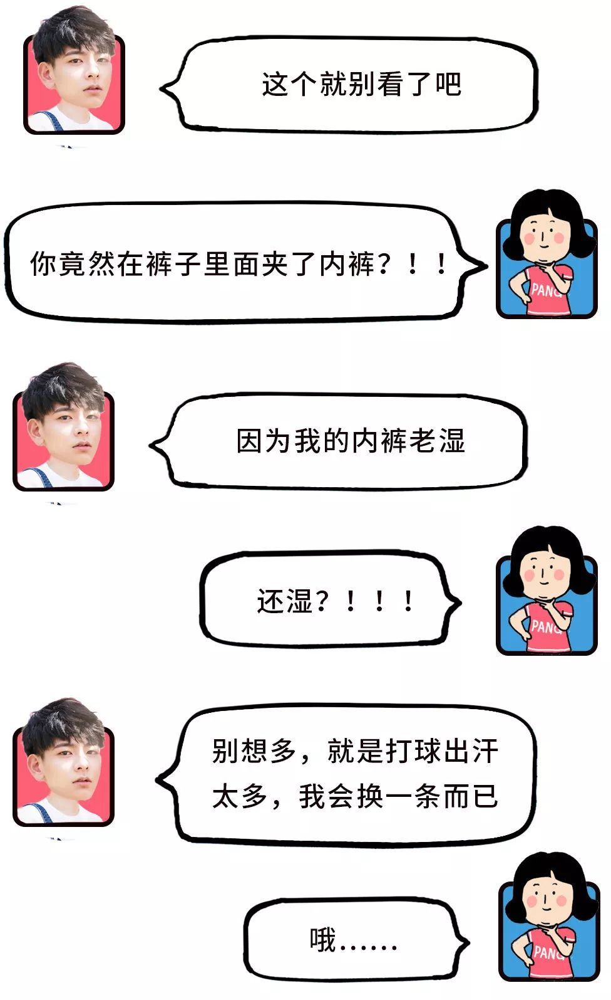 这个就别看了吧
你竟然在裤子里面夹了内裤？！！
PANG
因为我的内裤老湿
还湿？！！！
PANG
别想多，就是打球出汗
太多，我会换一条而已
哦……
PANG